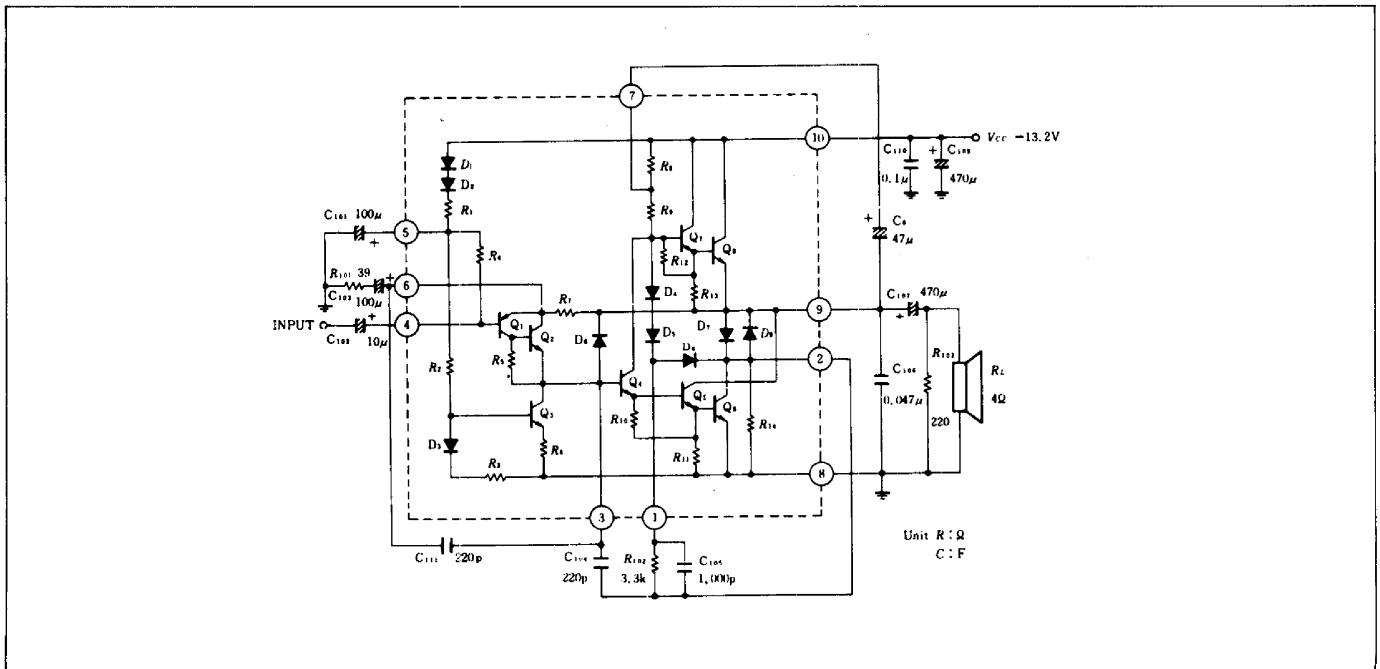 7
10
Vcc -13.2V
C110
0.1μ
+ C109
470μ
D1
D2
R1
R8
R9
Q7
Q8
R12
R13
C101 100μ
+
5
R4
+
C6
47μ
R101 39
+
C103
100μ
6
R7
9
C107
470μ
+
INPUT
+
4
C102
10μ
Q1
Q2
R5
D6
D4
D5
D7
D8
2
R2
Q4
Q5
Q6
R10
R14
C106
0.047μ
R103
220
RL
4Ω
Q3
D3
R3
R6
R11
8
3
1
Unit R : Ω
C : F
C111
220p
C104
220p
R102
3.3k
C105
1,000p